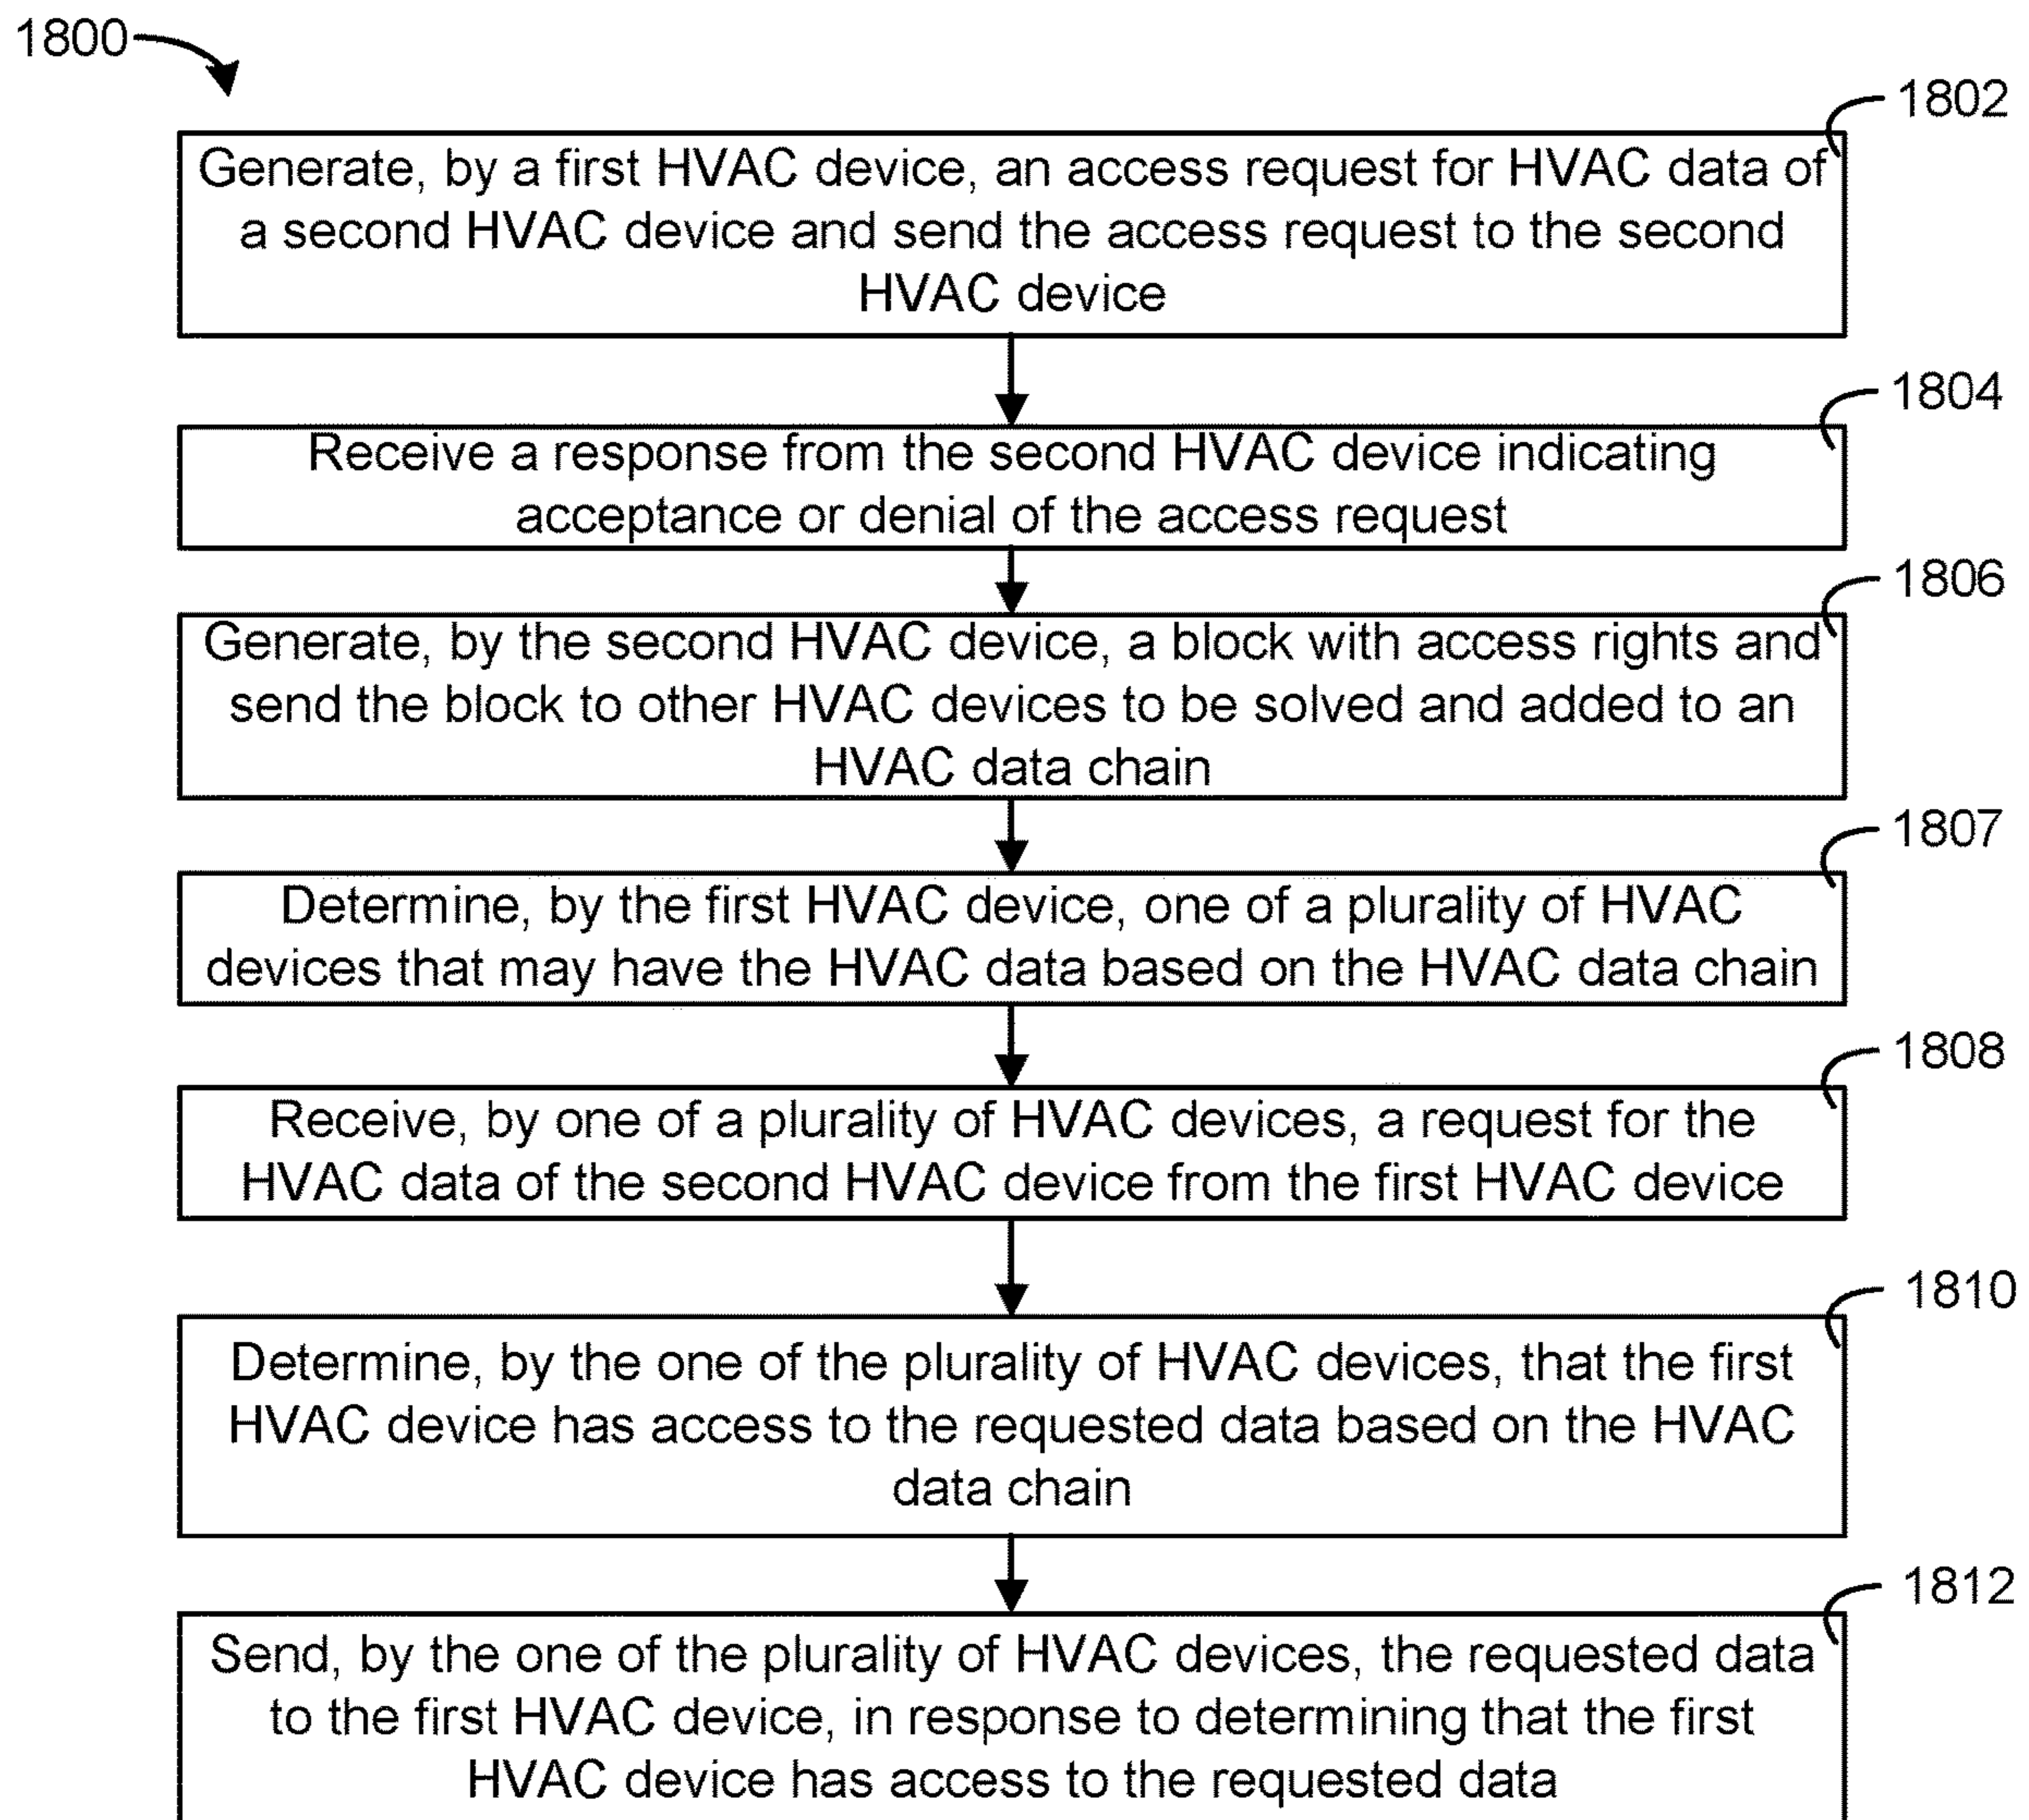 1800
1802
Generate, by a first HVAC device, an access request for HVAC data of
a second HVAC device and send the access request to the second
HVAC device
1804
Receive a response from the second HVAC device indicating
acceptance or denial of the access request
1806
Generate, by the second HVAC device, a block with access rights and
send the block to other HVAC devices to be solved and added to an
HVAC data chain
1807
Determine, by the first HVAC device, one of a plurality of HVAC
devices that may have the HVAC data based on the HVAC data chain
1808
Receive, by one of a plurality of HVAC devices, a request for the
HVAC data of the second HVAC device from the first HVAC device
1810
Determine, by the one of the plurality of HVAC devices, that the first
HVAC device has access to the requested data based on the HVAC
data chain
1812
Send, by the one of the plurality of HVAC devices, the requested data
to the first HVAC device, in response to determining that the first
HVAC device has access to the requested data